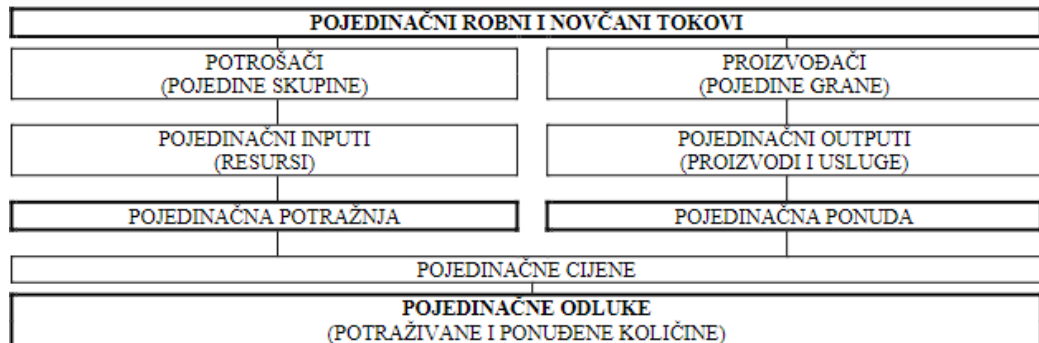 POJEDINAČNI ROBNI I NOVČANI TOKOVI
POTROŠAČI
(POJEDINE SKUPINE)
PROIZVOĐAČI
(POJEDINE GRANE)
POJEDINAČNI INPUTI
(RESURSI)
POJEDINAČNI OUTPUTI
(PROIZVODI I USLUGE)
POJEDINAČNA POTRAŽNJA
POJEDINAČNA PONUDA
POJEDINAČNE CIJENE
POJEDINAČNE ODLUKE
(POTRAŽIVANE I PONUĐENE KOLIČINE)